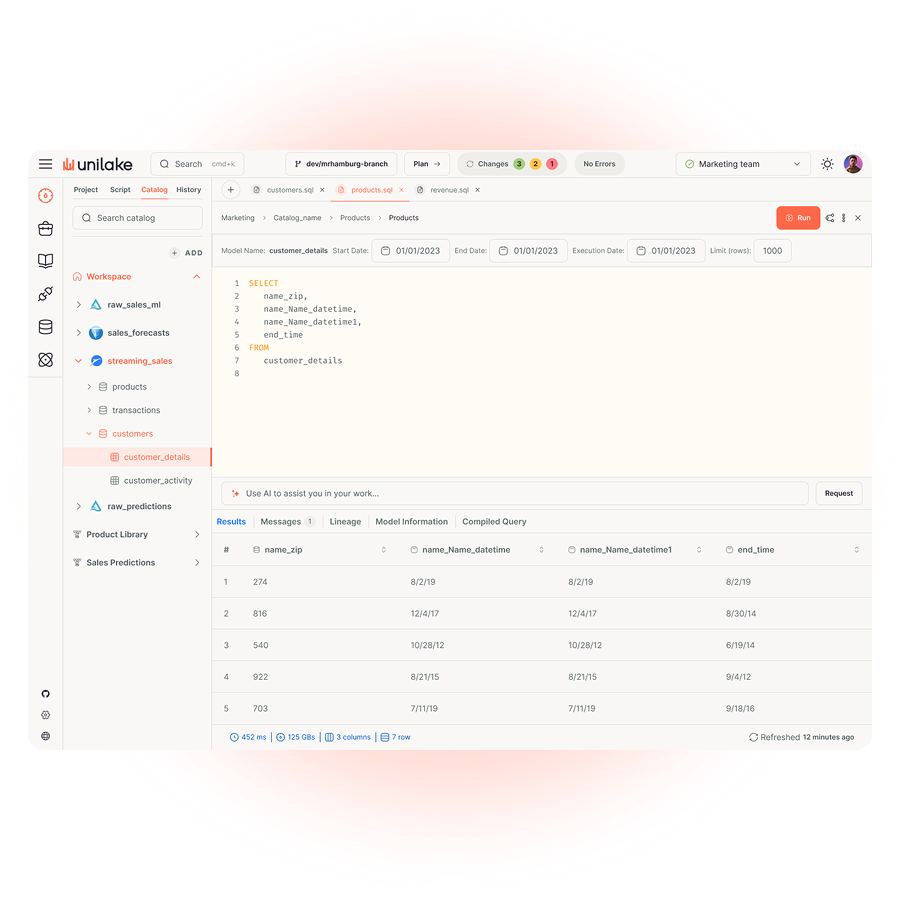 unilake
Search cmd+k
dev/mrhamburg-branch
Plan →
Changes 3 2 1
No Errors
Marketing team
Project Script Catalog History
+ customers.sql × products.sql × revenue.sql ×
Search catalog
Marketing > Catalog_name > Products > Products
Run
+ ADD
Model Name: customer_details Start Date: 01/01/2023 End Date: 01/01/2023 Execution Date: 01/01/2023 Limit (rows): 1000
Workspace
raw_sales_ml
sales_forecasts
streaming_sales
products
transactions
customers
customer_details
customer_activity
raw_predictions
Product Library
Sales Predictions
1 SELECT
2 name_zip,
3 name_Name_datetime,
4 name_Name_datetime1,
5 end_time
6 FROM
7 customer_details
8
Use AI to assist you in your work...
Request
Results Messages 1 Lineage Model Information Compiled Query
# name_zip name_Name_datetime name_Name_datetime1 end_time
1 274 8/2/19 8/2/19 8/2/19
2 816 12/4/17 12/4/17 8/30/14
3 540 10/28/12 10/28/12 6/19/14
4 922 8/21/15 8/21/15 9/4/12
5 703 7/11/19 7/11/19 9/18/16
452 ms 125 GBs 3 columns 7 row
Refreshed 12 minutes ago